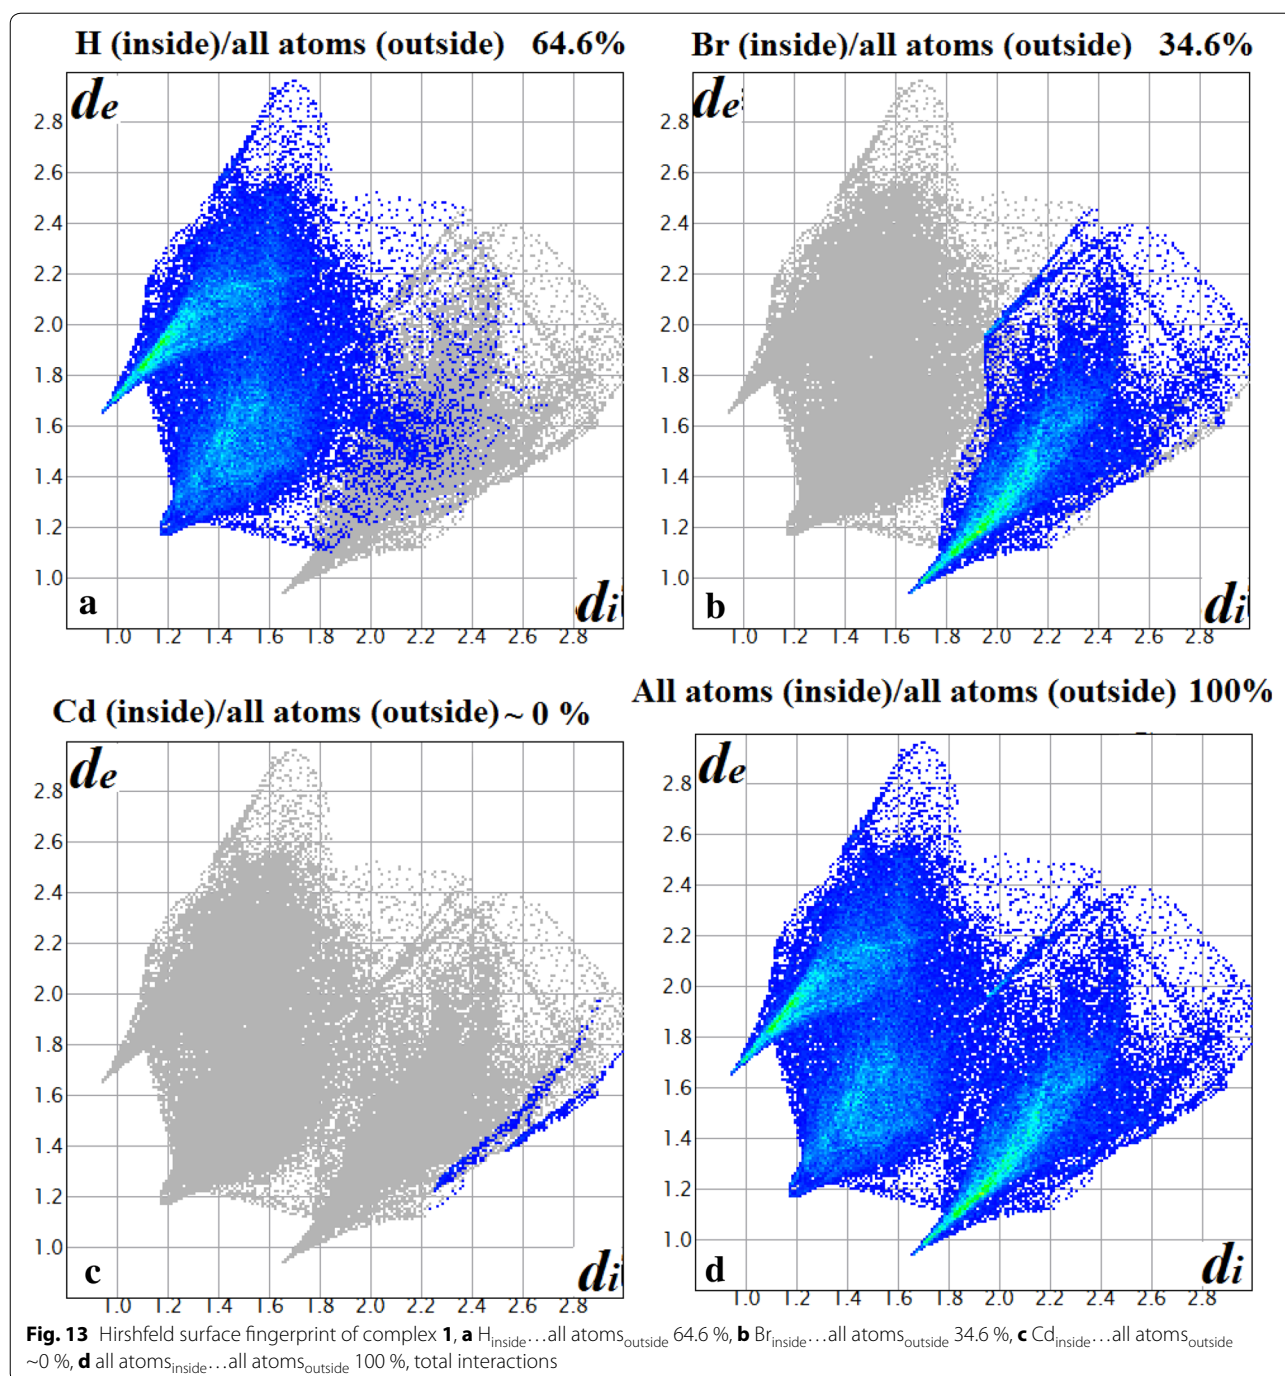 H (inside)/all atoms (outside) 64.6%
de
2.8
2.6
2.4
2.2
2.0
1.8
1.6
1.4
1.2
1.0
a
di
1.0 1.2 1.4 1.6 1.8 2.0 2.2 2.4 2.6 2.8
Br (inside)/all atoms (outside) 34.6%
de
2.8
2.6
2.4
2.2
2.0
1.8
1.6
1.4
1.2
1.0
b
di
1.0 1.2 1.4 1.6 1.8 2.0 2.2 2.4 2.6 2.8
Cd (inside)/all atoms (outside) ~ 0 %
de
2.8
2.6
2.4
2.2
2.0
1.8
1.6
1.4
1.2
1.0
c
di
1.0 1.2 1.4 1.6 1.8 2.0 2.2 2.4 2.6 2.8
All atoms (inside)/all atoms (outside) 100%
de
2.8
2.6
2.4
2.2
2.0
1.8
1.6
1.4
1.2
1.0
d
di
1.0 1.2 1.4 1.6 1.8 2.0 2.2 2.4 2.6 2.8
Fig. 13 Hirshfeld surface fingerprint of complex 1, a Hinside…all atomsoutside 64.6 %, b Brinside…all atomsoutside 34.6 %, c Cdinside…all atomsoutside
~0 %, d all atomsinside…all atomsoutside 100 %, total interactions